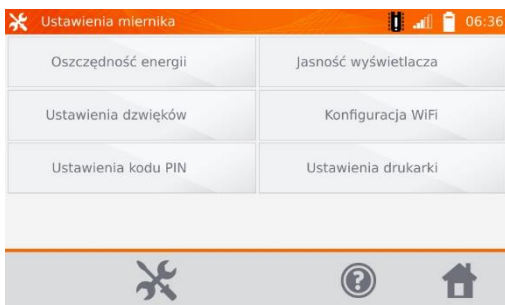 Ustawienia miernika 06:36
Oszczędność energii Jasność wyświetlacza
Ustawienia dzwięków Konfiguracja WiFi
Ustawienia kodu PIN Ustawienia drukarki